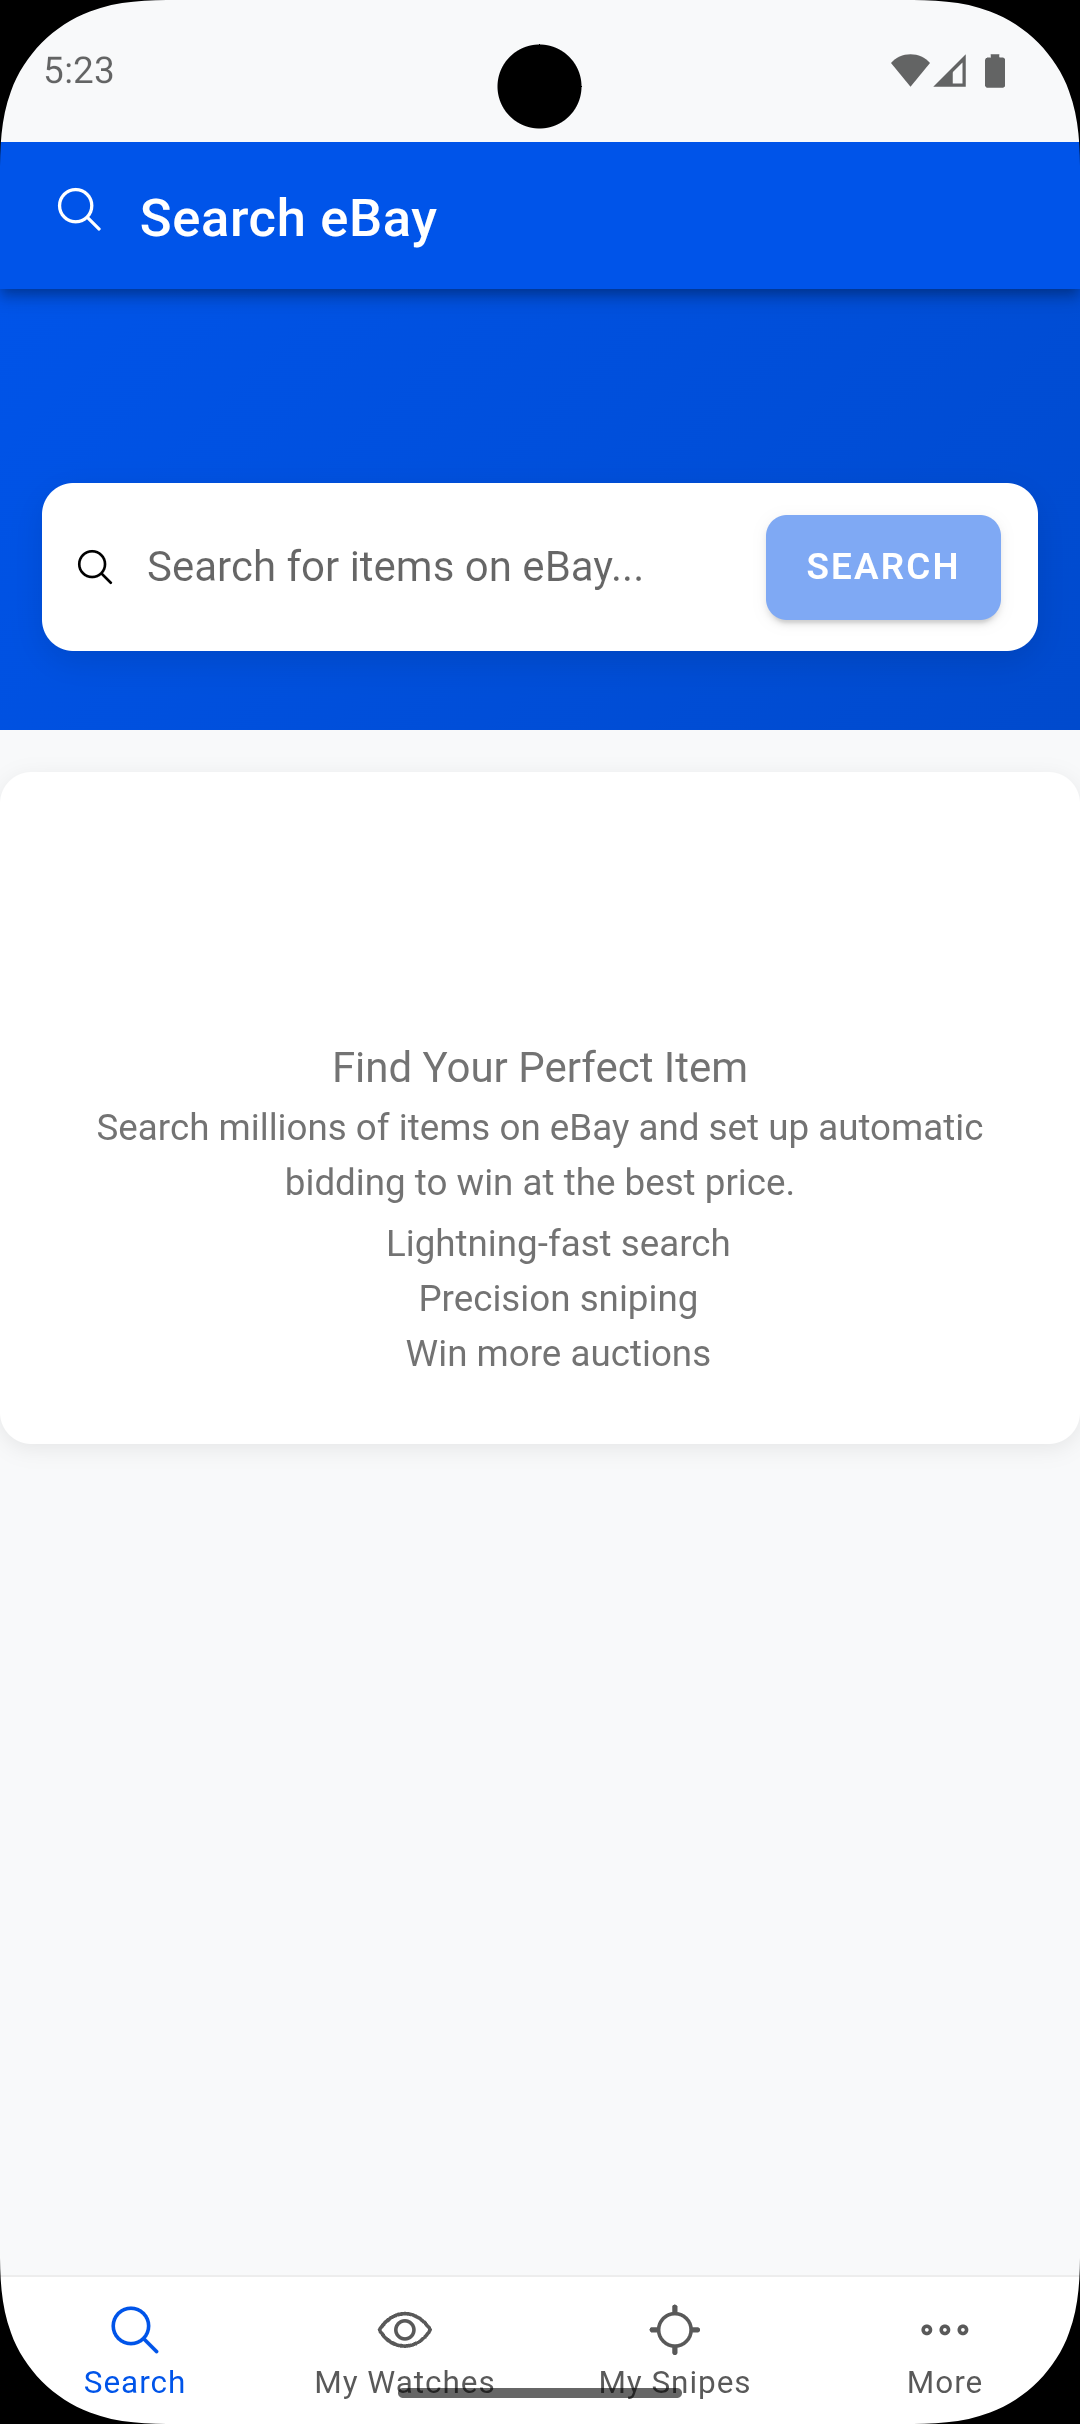 5:23
Search eBay
Search for items on eBay...
SEARCH
Find Your Perfect Item
Search millions of items on eBay and set up automatic
bidding to win at the best price.
Lightning-fast search
Precision sniping
Win more auctions
Search
My Watches
My Snipes
More